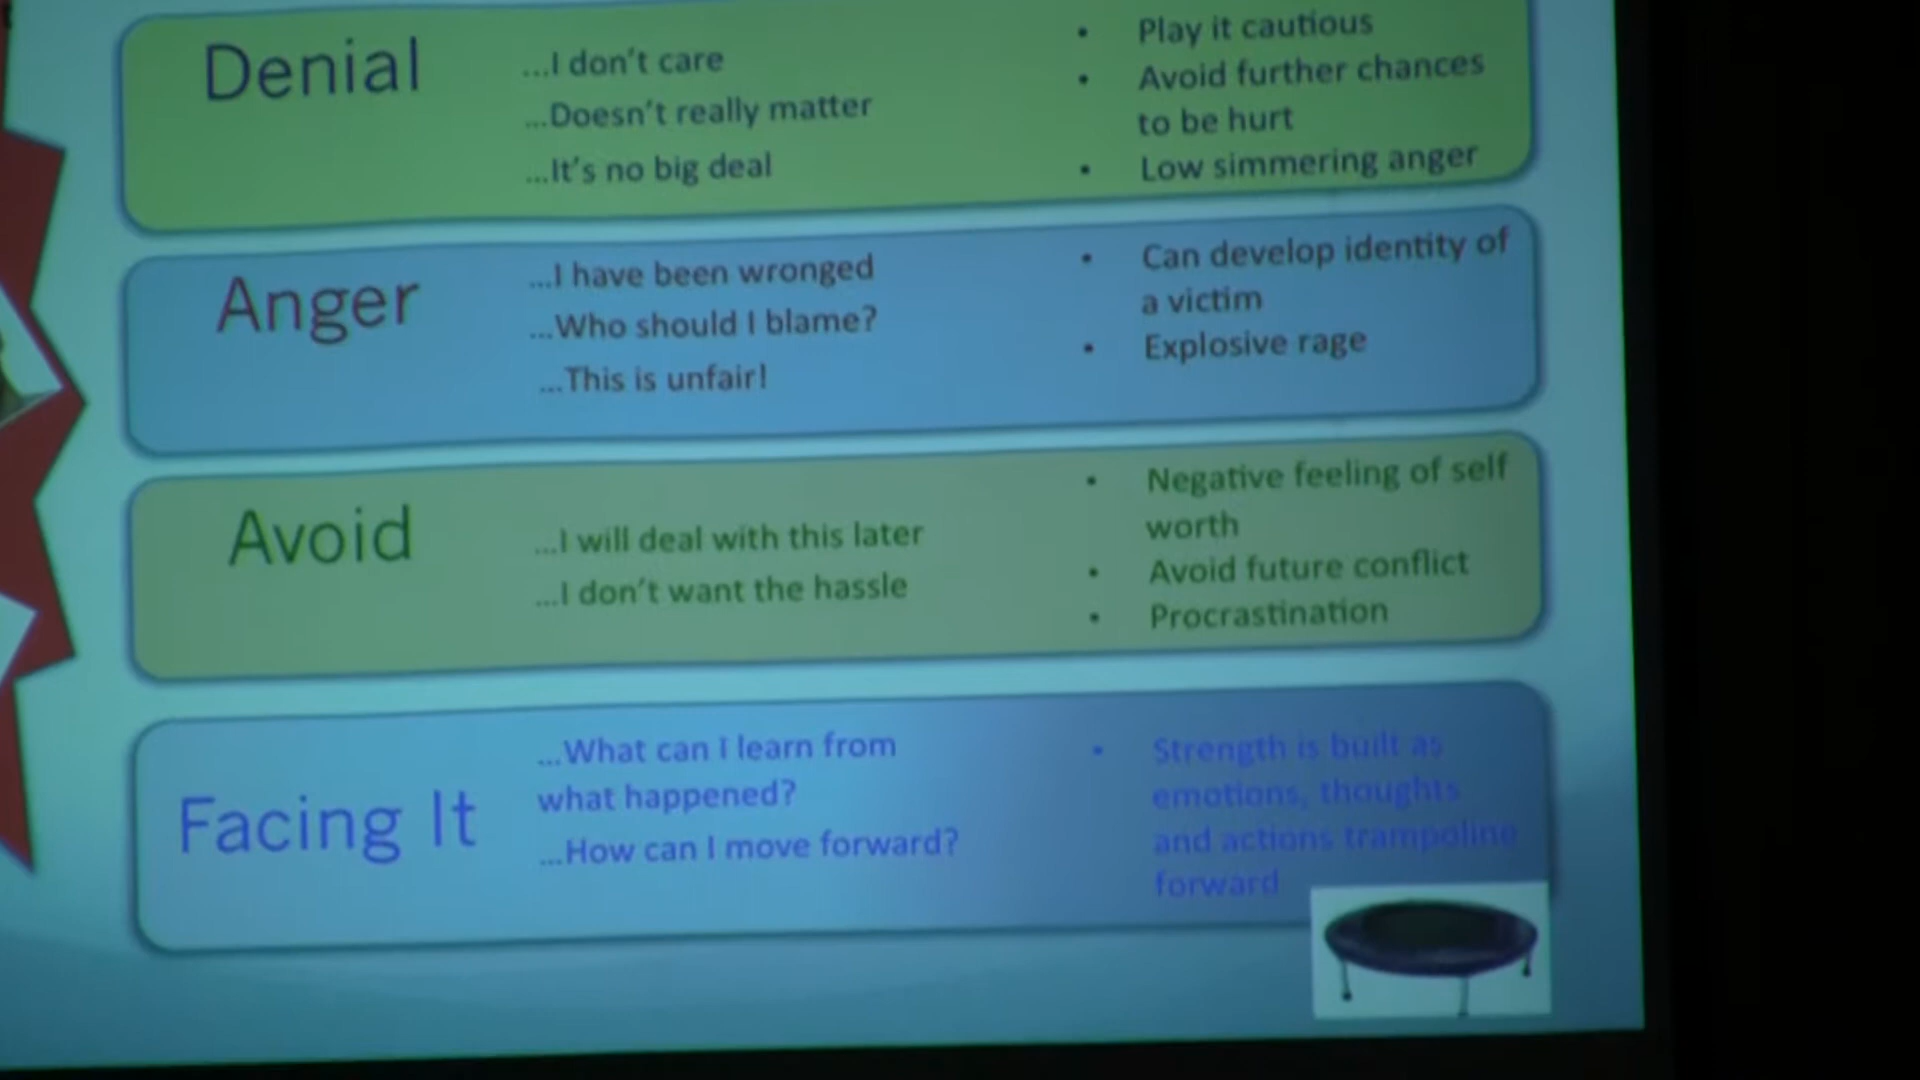 Denial
...I don't care
...Doesn't really matter
...It's no big deal
• Play it cautious
• Avoid further chances
to be hurt
• Low simmering anger
Anger
...I have been wronged
...Who should I blame?
...This is unfair!
• Can develop identity of
a victim
• Explosive rage
Avoid
...I will deal with this later
...I don't want the hassle
• Negative feeling of self
worth
• Avoid future conflict
• Procrastination
Facing It
...What can I learn from
what happened?
...How can I move forward?
• Strength is built as
emotions, thoughts
and actions trampoline
forward